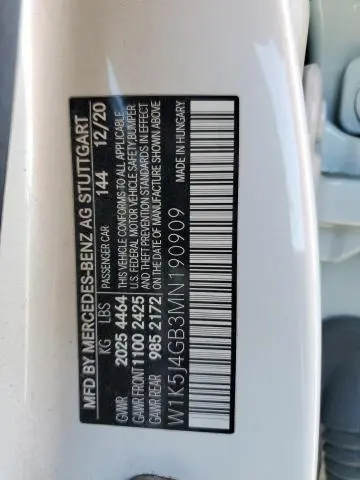 MFD BY MERCEDES-BENZ AG STUTTGART
KG LBS PASSENGER CAR 144 12/20
GVWR 2025 4464 THIS VEHICLE CONFORMS TO ALL APPLICABLE
GAWR FRONT 1100 2425 U.S. FEDERAL MOTOR VEHICLE SAFETY,BUMPER,
GAWR REAR 985 2172 AND THEFT PREVENTION STANDARDS IN EFFECT
ON THE DATE OF MANUFACTURE SHOWN ABOVE
MADE IN HUNGARY
W1K5J4GB3MN190909